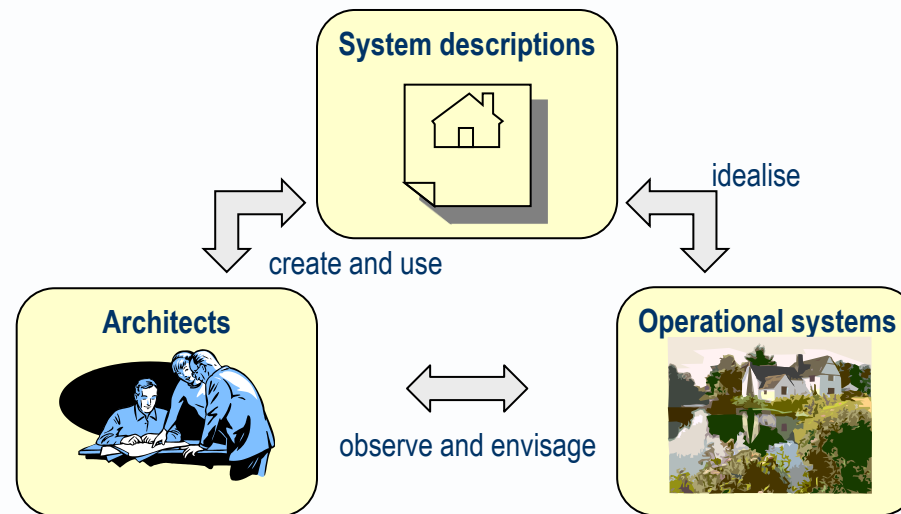 System descriptions
idealise
create and use
Architects
Operational systems
observe and envisage